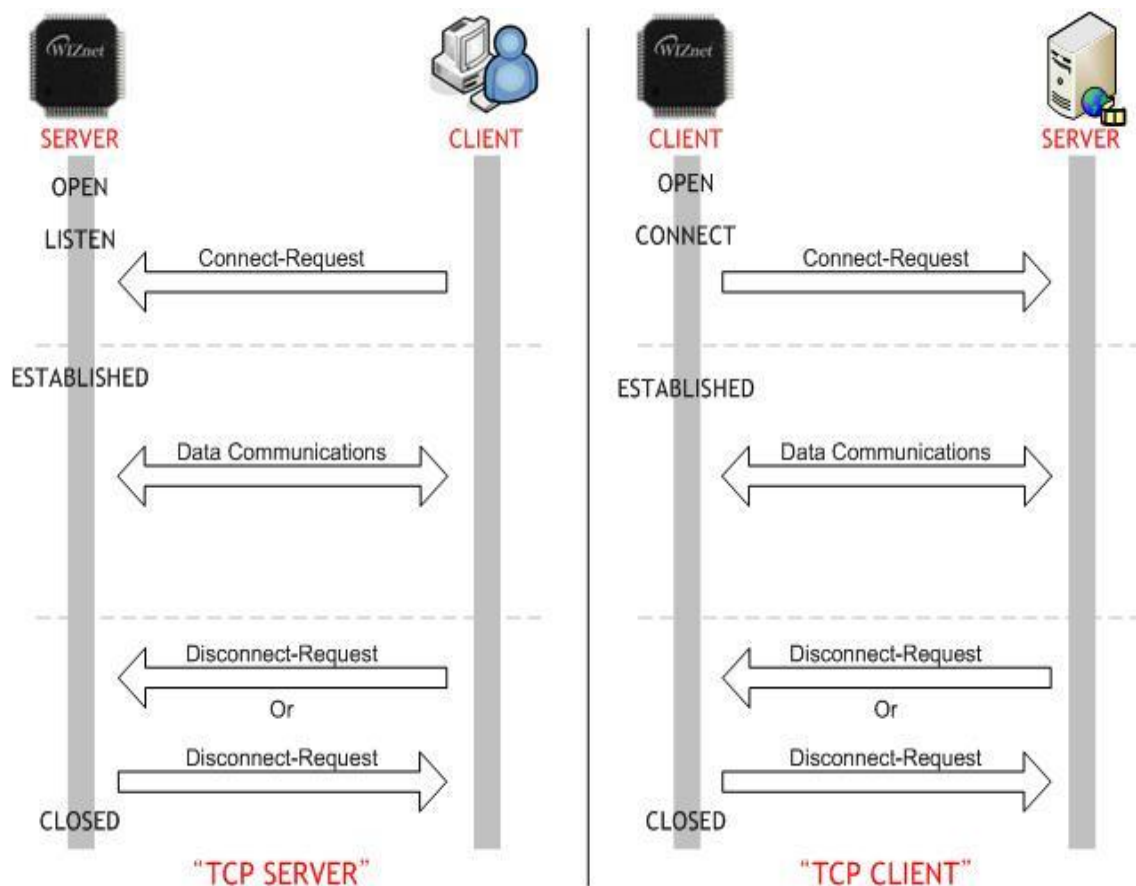 WIZnet
SERVER
CLIENT
OPEN
LISTEN
Connect-Request
ESTABLISHED
Data Communications
Disconnect-Request
Or
Disconnect-Request
CLOSED
"TCP SERVER"
WIZnet
CLIENT
SERVER
OPEN
CONNECT
Connect-Request
ESTABLISHED
Data Communications
Disconnect-Request
Or
Disconnect-Request
CLOSED
"TCP CLIENT"